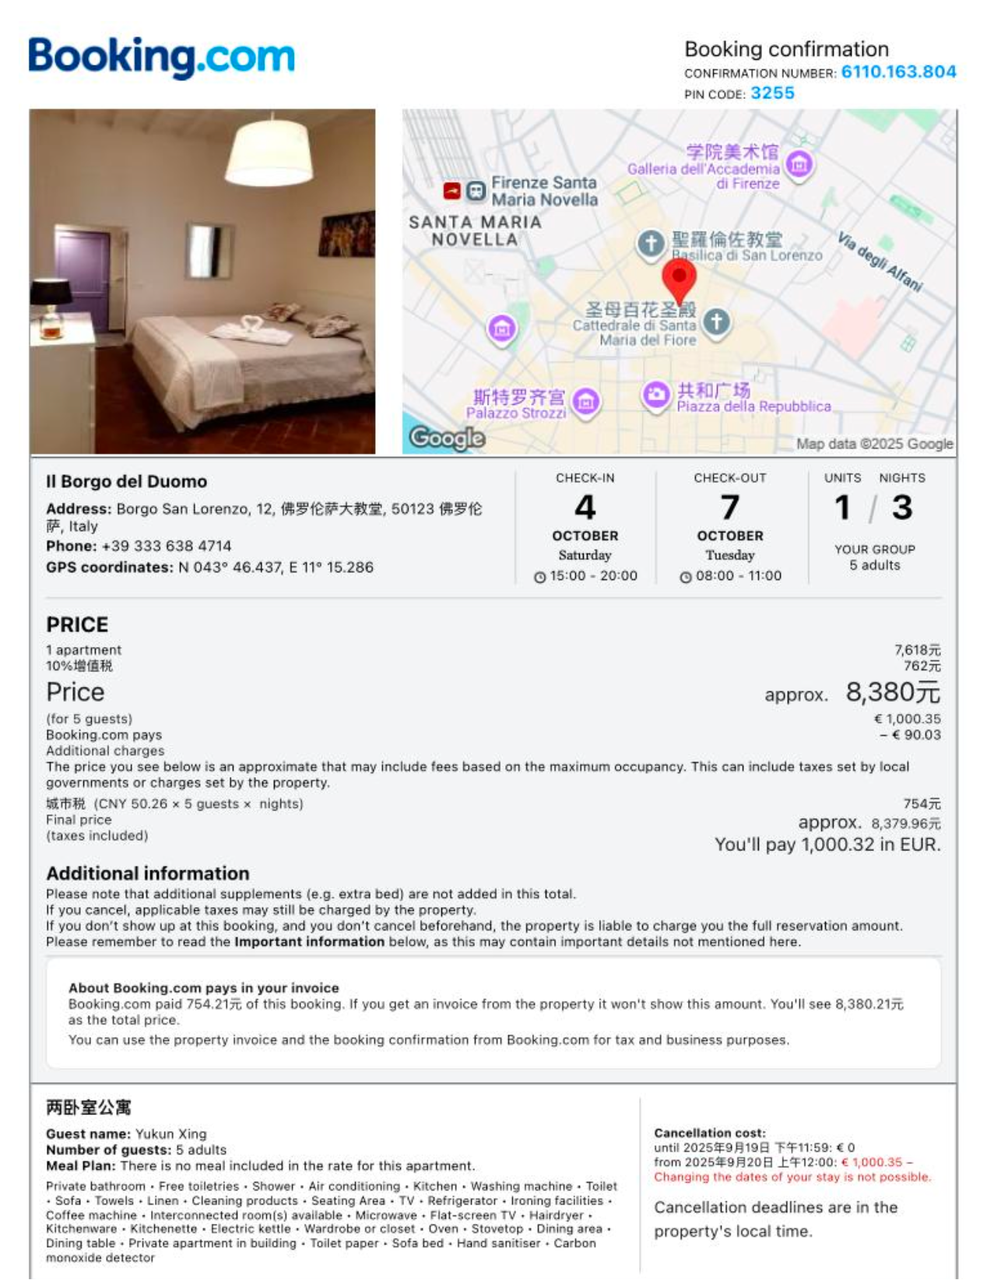 Booking.com
Booking confirmation
CONFIRMATION NUMBER: 6110.163.804
PIN CODE: 3255
学院美术馆
Galleria dell'Accademia
di Firenze
Firenze Santa
Maria Novella
SANTA MARIA
NOVELLA
聖羅倫佐教堂
Basilica di San Lorenzo
Via degli Alfani
圣母百花圣殿
Cattedrale di Santa
Maria del Fiore
斯特罗齐宫
Palazzo Strozzi
共和广场
Piazza della Repubblica
Google
Map data ©2025 Google
Il Borgo del Duomo
Address: Borgo San Lorenzo, 12, 佛罗伦萨大教堂, 50123 佛罗伦
萨, Italy
Phone: +39 333 638 4714
GPS coordinates: N 043° 46.437, E 11° 15.286
CHECK-IN
4
OCTOBER
Saturday
15:00 - 20:00
CHECK-OUT
7
OCTOBER
Tuesday
08:00 - 11:00
UNITS NIGHTS
1 / 3
YOUR GROUP
5 adults
PRICE
1 apartment 7,618元
10%增值税 762元
Price approx. 8,380元
(for 5 guests) € 1,000.35
Booking.com pays – € 90.03
Additional charges
The price you see below is an approximate that may include fees based on the maximum occupancy. This can include taxes set by local
governments or charges set by the property.
城市税 (CNY 50.26 × 5 guests × nights) 754元
Final price approx. 8,379.96元
(taxes included)
You'll pay 1,000.32 in EUR.
Additional information
Please note that additional supplements (e.g. extra bed) are not added in this total.
If you cancel, applicable taxes may still be charged by the property.
If you don't show up at this booking, and you don't cancel beforehand, the property is liable to charge you the full reservation amount.
Please remember to read the Important information below, as this may contain important details not mentioned here.
About Booking.com pays in your invoice
Booking.com paid 754.21元 of this booking. If you get an invoice from the property it won't show this amount. You'll see 8,380.21元
as the total price.
You can use the property invoice and the booking confirmation from Booking.com for tax and business purposes.
两卧室公寓
Guest name: Yukun Xing
Number of guests: 5 adults
Meal Plan: There is no meal included in the rate for this apartment.
Private bathroom • Free toiletries • Shower • Air conditioning • Kitchen • Washing machine • Toilet
• Sofa • Towels • Linen • Cleaning products • Seating Area • TV • Refrigerator • Ironing facilities •
Coffee machine • Interconnected room(s) available • Microwave • Flat-screen TV • Hairdryer •
Kitchenware • Kitchenette • Electric kettle • Wardrobe or closet • Oven • Stovetop • Dining area •
Dining table • Private apartment in building • Toilet paper • Sofa bed • Hand sanitiser • Carbon
monoxide detector
Cancellation cost:
until 2025年9月19日 下午11:59: € 0
from 2025年9月20日 上午12:00: € 1,000.35 –
Changing the dates of your stay is not possible.
Cancellation deadlines are in the
property's local time.